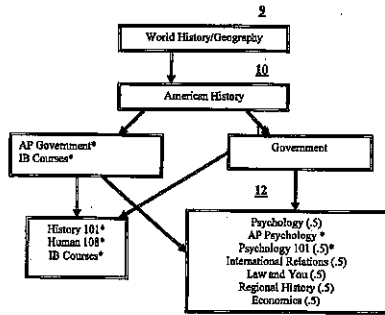 9
World History/Geography
10
American History
AP Government*
IB Courses*
Government
12
History 101*
Human 108*
IB Courses*
Psychology (.5)
AP Psychology *
Psychology 101 (.5)*
International Relations (.5)
Law and You (.5)
Regional History (.5)
Economics (.5)